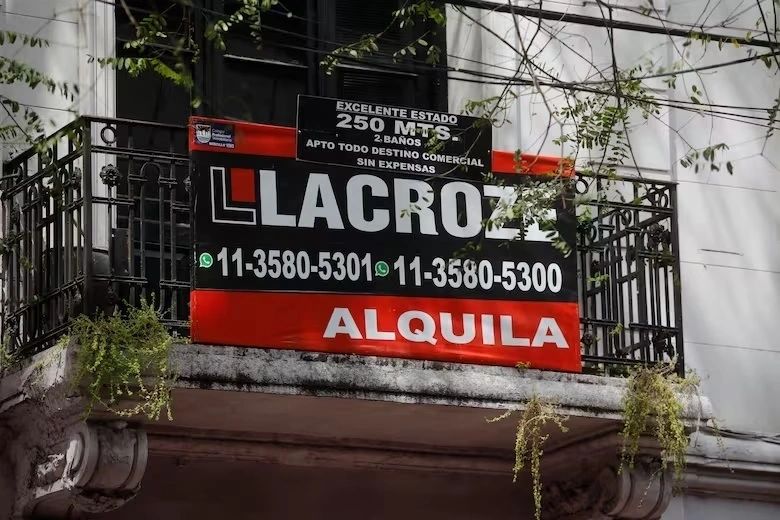 EXCELENTE ESTADO
250 MTS.
2 BAÑOS
APTO TODO DESTINO COMERCIAL
SIN EXPENSAS
LACROZE
11-3580-5301 11-3580-5300
ALQUILA